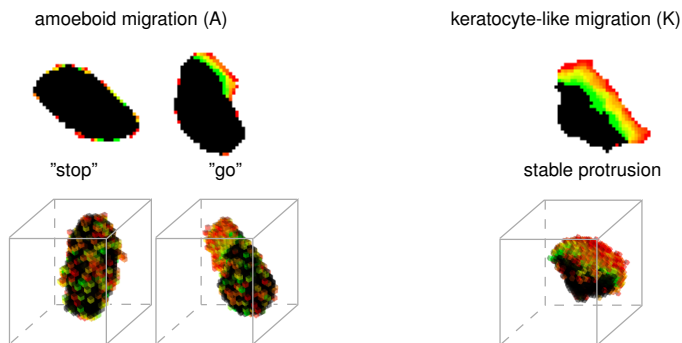 amoeboid migration (A)
keratocyte-like migration (K)
”stop”
”go”
stable protrusion